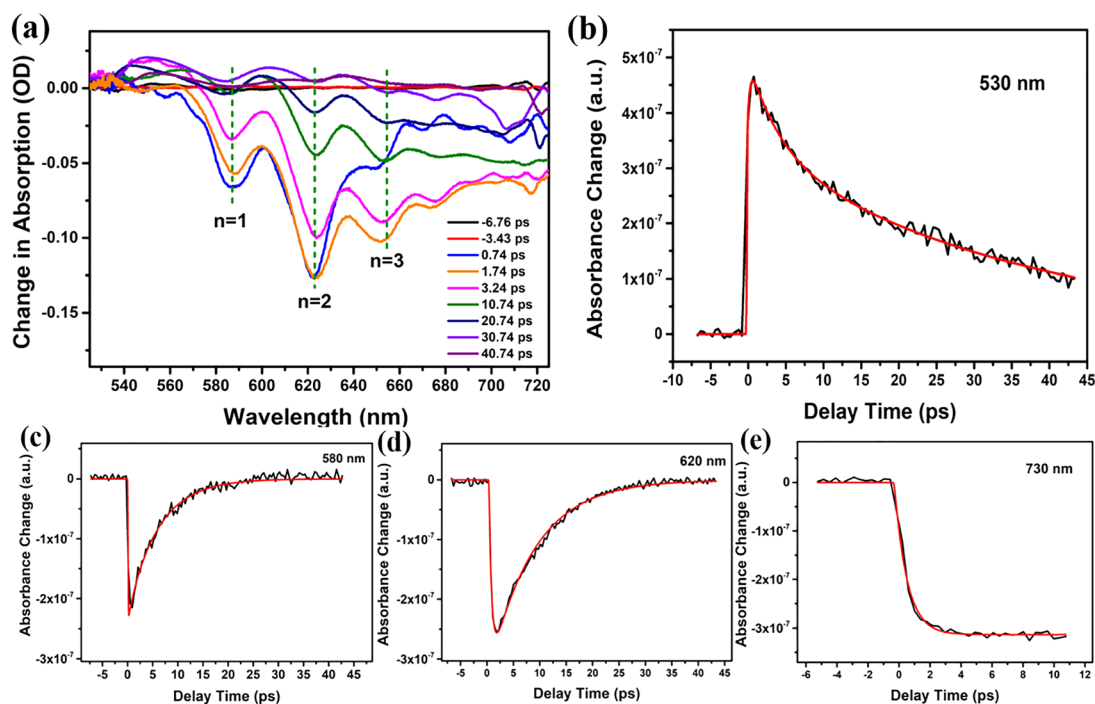 (a)
Change in Absorption (OD)
0.00
-0.05
-0.10
-0.15
n=1
n=2
n=3
-6.76 ps
-3.43 ps
0.74 ps
1.74 ps
3.24 ps
10.74 ps
20.74 ps
30.74 ps
40.74 ps
540 560 580 600 620 640 660 680 700 720
Wavelength (nm)
(b)
530 nm
Absorbance Change (a.u.)
5x10⁻⁷
4x10⁻⁷
3x10⁻⁷
2x10⁻⁷
1x10⁻⁷
0
-10 -5 0 5 10 15 20 25 30 35 40 45
Delay Time (ps)
(c)
580 nm
Absorbance Change (a.u.)
0
-1x10⁻⁷
-2x10⁻⁷
-3x10⁻⁷
-5 0 5 10 15 20 25 30 35 40 45
Delay Time (ps)
(d)
620 nm
Absorbance Change (a.u.)
0
-1x10⁻⁷
-2x10⁻⁷
-3x10⁻⁷
-5 0 5 10 15 20 25 30 35 40 45
Delay Time (ps)
(e)
730 nm
Absorbance Change (a.u.)
0
-1x10⁻⁷
-2x10⁻⁷
-3x10⁻⁷
-6 -4 -2 0 2 4 6 8 10 12
Delay Time (ps)